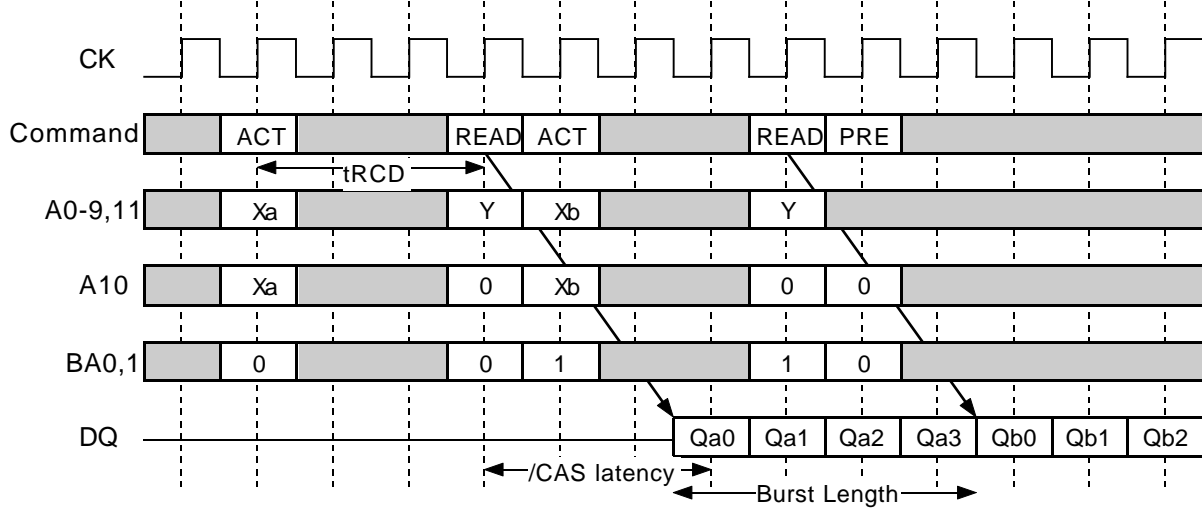 CK
Command ACT READ ACT READ PRE
tRCD
A0-9,11 Xa Y Xb Y
A10 Xa 0 Xb 0 0
BA0,1 0 0 1 1 0
DQ Qa0 Qa1 Qa2 Qa3 Qb0 Qb1 Qb2
/CAS latency
Burst Length